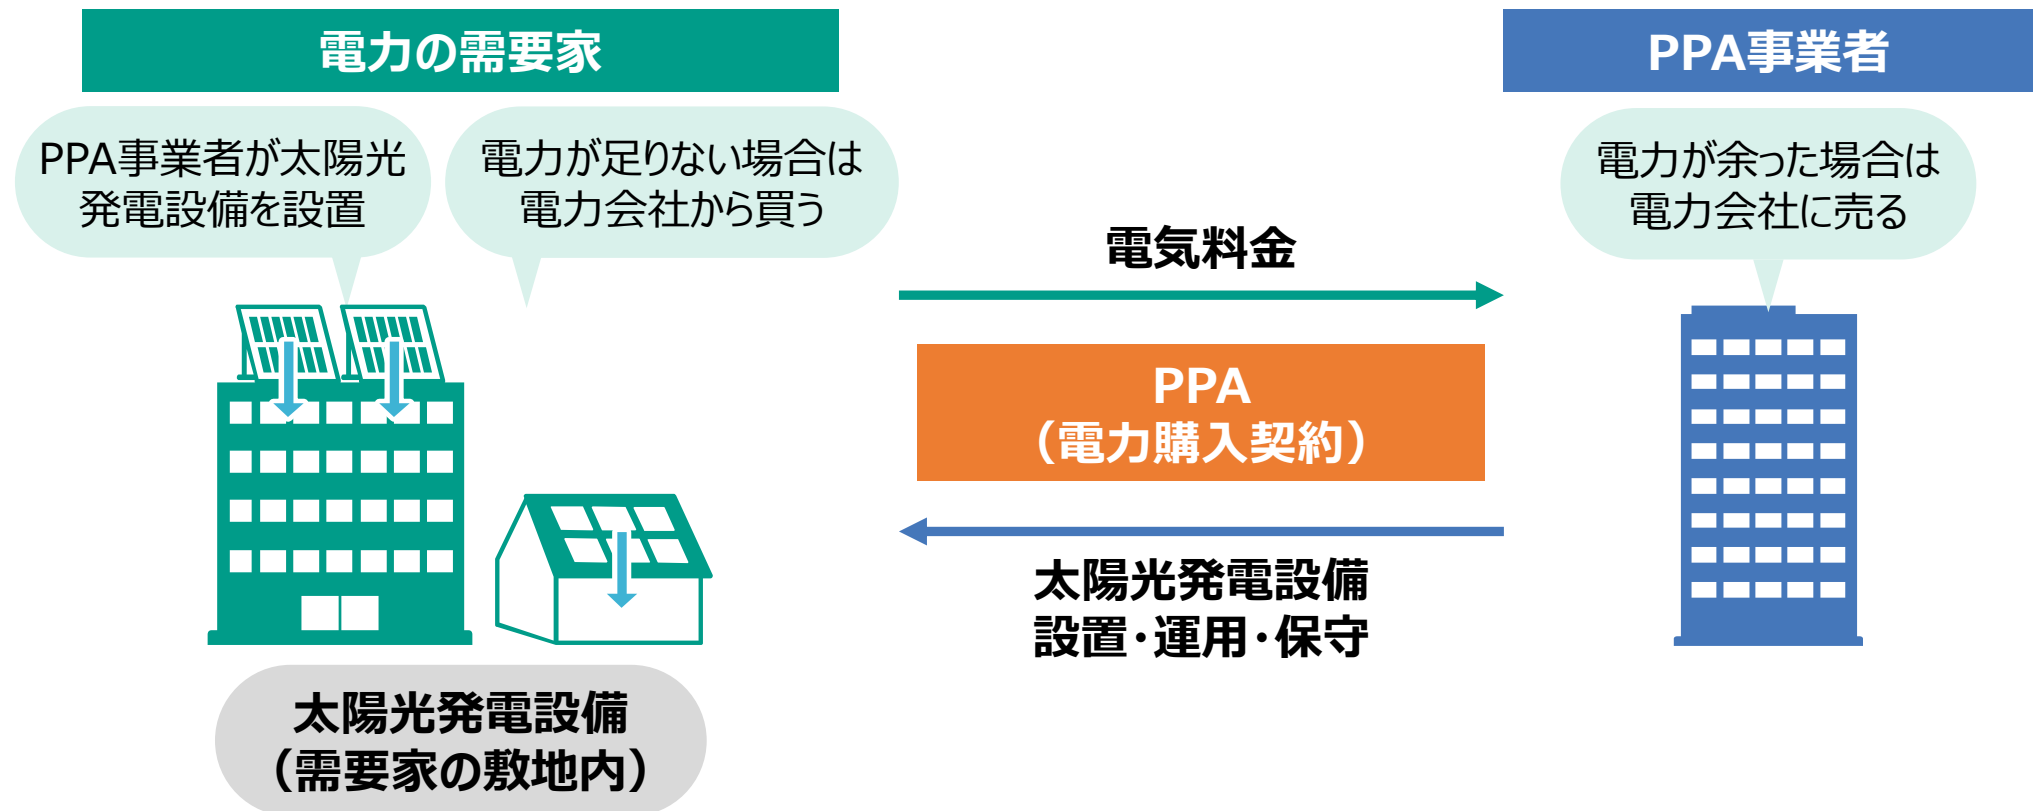 電力の需要家
PPA事業者
PPA事業者が太陽光
発電設備を設置
電力が足りない場合は
電力会社から買う
電力が余った場合は
電力会社に売る
電気料金
PPA
（電力購入契約）
太陽光発電設備
設置・運用・保守
太陽光発電設備
（需要家の敷地内）